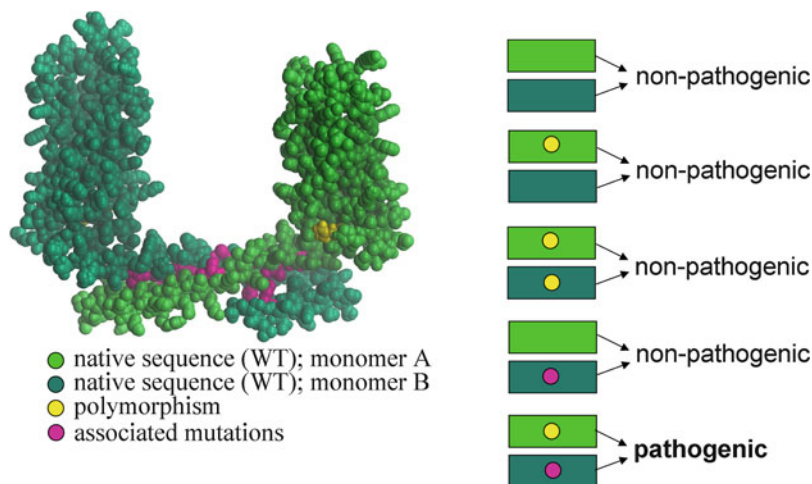 non-pathogenic
non-pathogenic
non-pathogenic
non-pathogenic
pathogenic
native sequence (WT); monomer A
native sequence (WT); monomer B
polymorphism
associated mutations